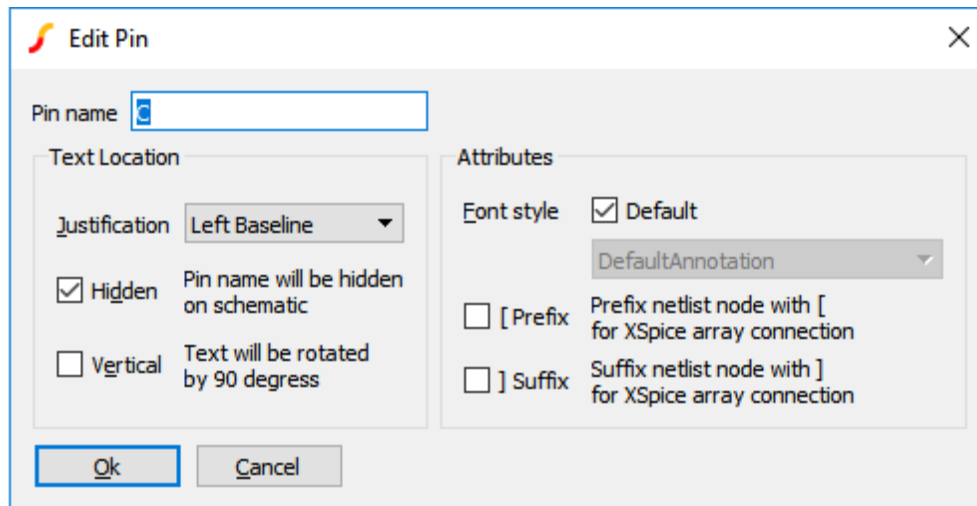 Edit Pin
Pin name C
Text Location
Justification Left Baseline
Hidden Pin name will be hidden
on schematic
Vertical Text will be rotated
by 90 degress
Attributes
Font style Default
DefaultAnnotation
[ Prefix Prefix netlist node with [
for XSpice array connection
] Suffix Suffix netlist node with ]
for XSpice array connection
Ok Cancel